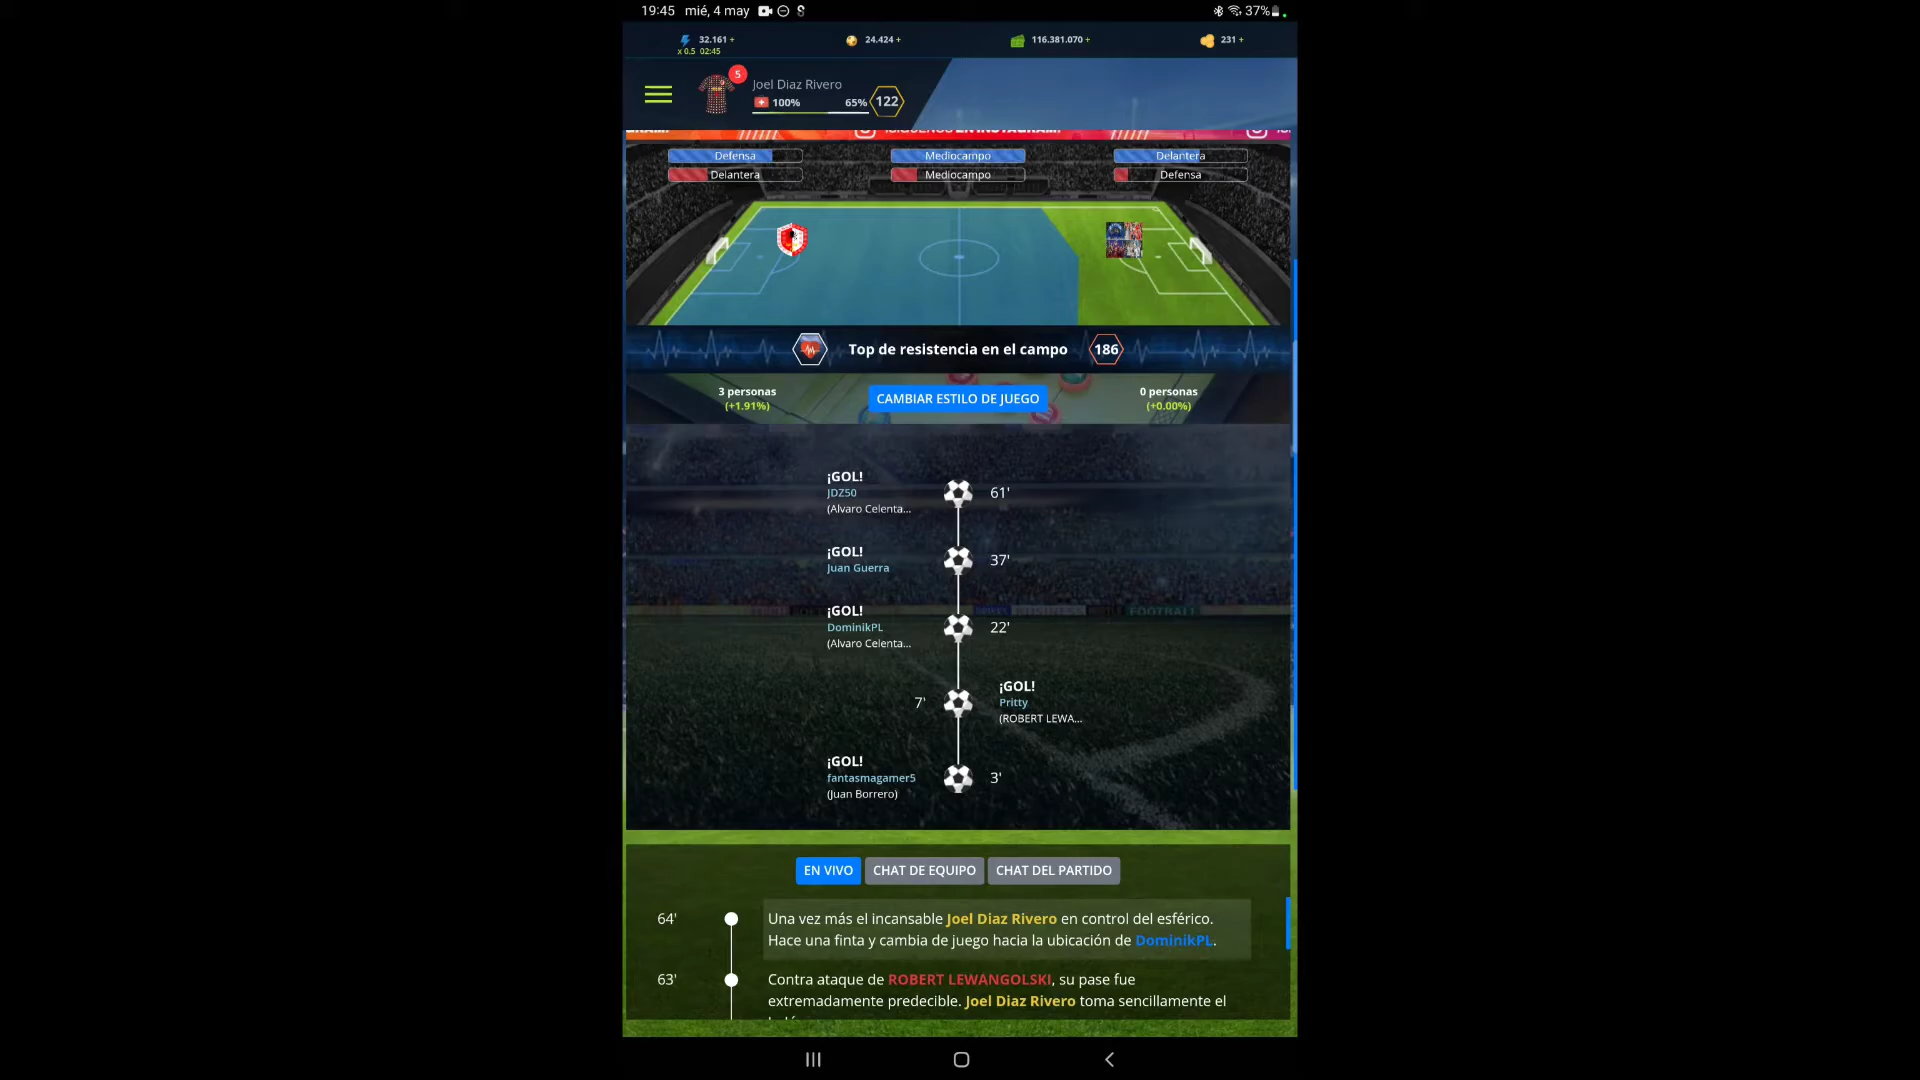 19:45 mié, 4 may
37%
32.161 +
x 0.5 02:45
24.424 +
116.381.070 +
231 +
5
Joel Diaz Rivero
100% 65% 122
Defensa Mediocampo Delantera
Delantera Mediocampo Defensa
Top de resistencia en el campo 186
3 personas
(+1.91%)
CAMBIAR ESTILO DE JUEGO
0 personas
(+0.00%)
¡GOL!
JDZ50
(Alvaro Celenta...
61'
¡GOL!
Juan Guerra
37'
¡GOL!
DominikPL
(Alvaro Celenta...
22'
7'
¡GOL!
Pritty
(ROBERT LEWA...
¡GOL!
fantasmagamer5
(Juan Borrero)
3'
EN VIVO CHAT DE EQUIPO CHAT DEL PARTIDO
64' Una vez más el incansable Joel Diaz Rivero en control del esférico.
Hace una finta y cambia de juego hacia la ubicación de DominikPL.
63' Contra ataque de ROBERT LEWANGOLSKI, su pase fue
extremadamente predecible. Joel Diaz Rivero toma sencillamente el